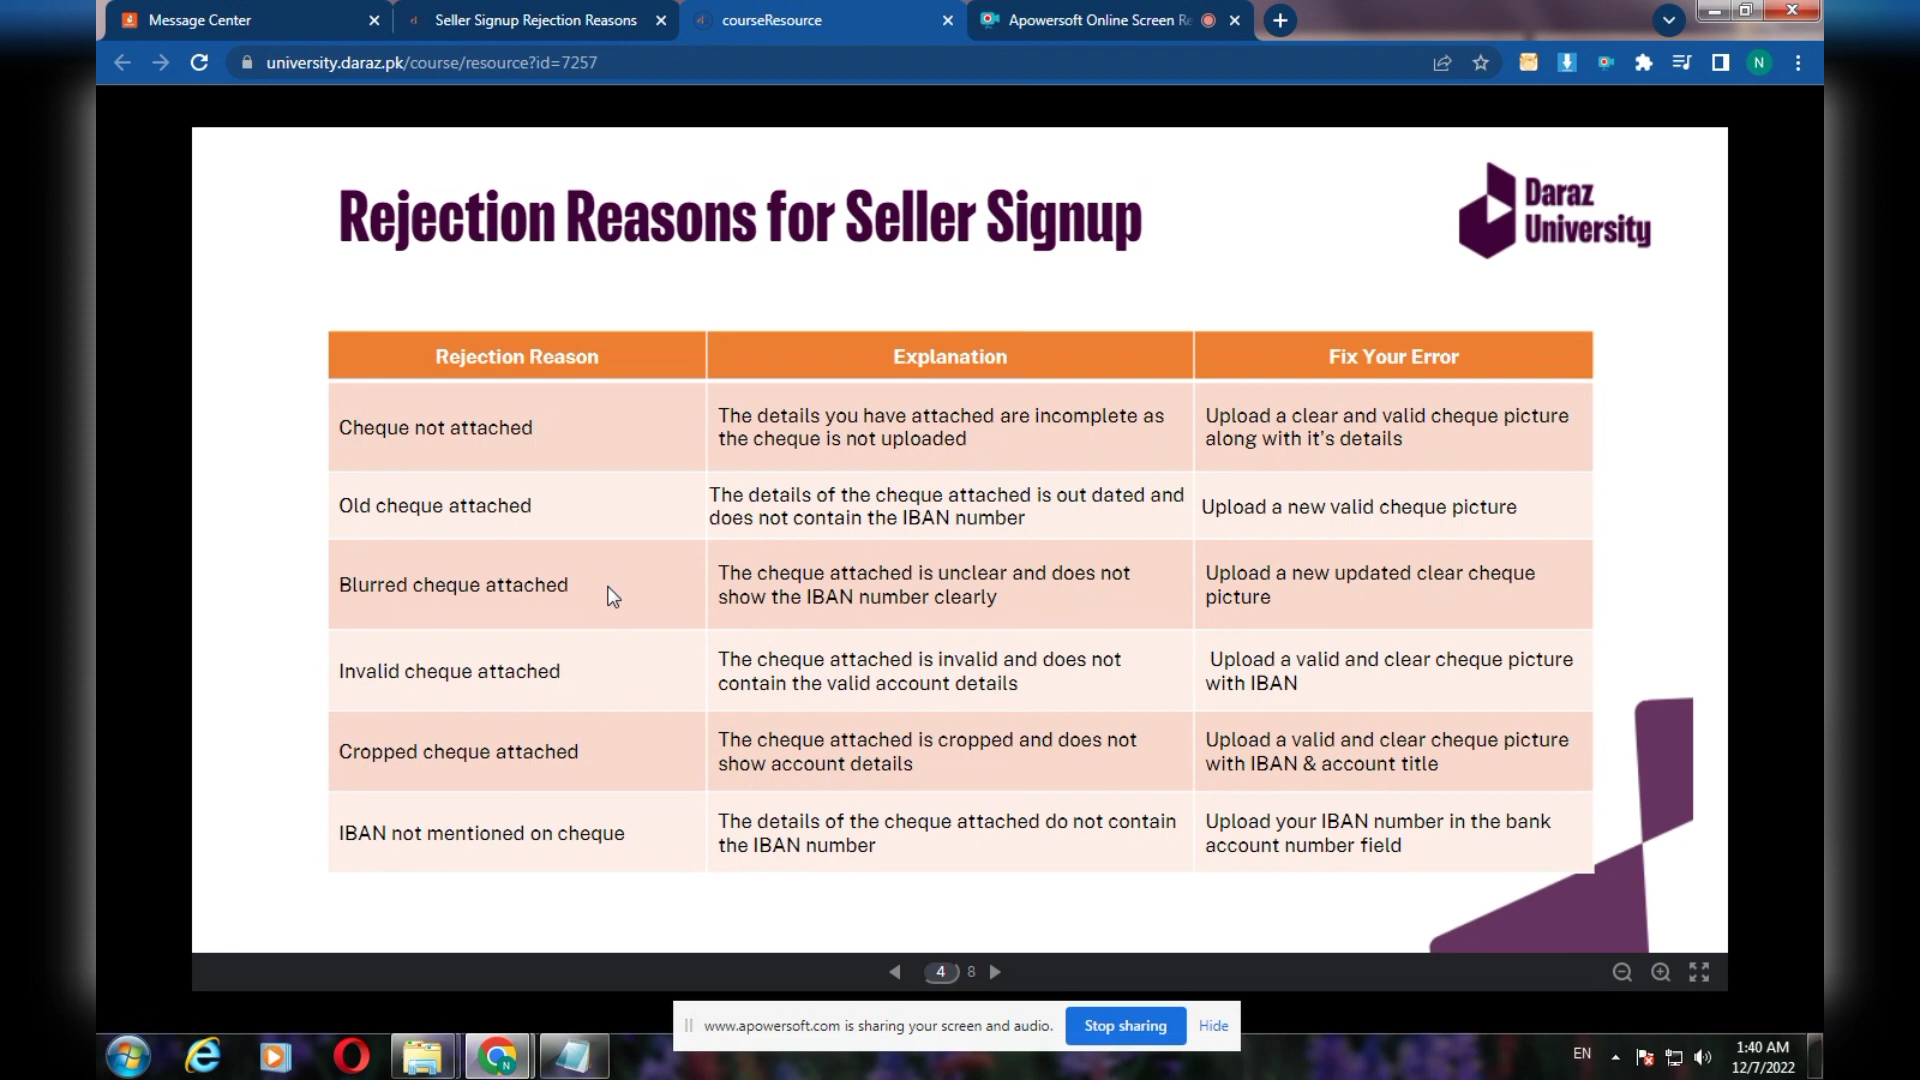 Message Center
Seller Signup Rejection Reasons
courseResource
Apowersoft Online Screen Re
university.daraz.pk/course/resource?id=7257
N
Rejection Reasons for Seller Signup
Daraz
University
Rejection Reason
Explanation
Fix Your Error
Cheque not attached
The details you have attached are incomplete as
the cheque is not uploaded
Upload a clear and valid cheque picture
along with it's details
Old cheque attached
The details of the cheque attached is out dated and
does not contain the IBAN number
Upload a new valid cheque picture
Blurred cheque attached
The cheque attached is unclear and does not
show the IBAN number clearly
Upload a new updated clear cheque
picture
Invalid cheque attached
The cheque attached is invalid and does not
contain the valid account details
Upload a valid and clear cheque picture
with IBAN
Cropped cheque attached
The cheque attached is cropped and does not
show account details
Upload a valid and clear cheque picture
with IBAN & account title
IBAN not mentioned on cheque
The details of the cheque attached do not contain
the IBAN number
Upload your IBAN number in the bank
account number field
4 8
www.apowersoft.com is sharing your screen and audio.
Stop sharing
Hide
N
EN
1:40 AM
12/7/2022